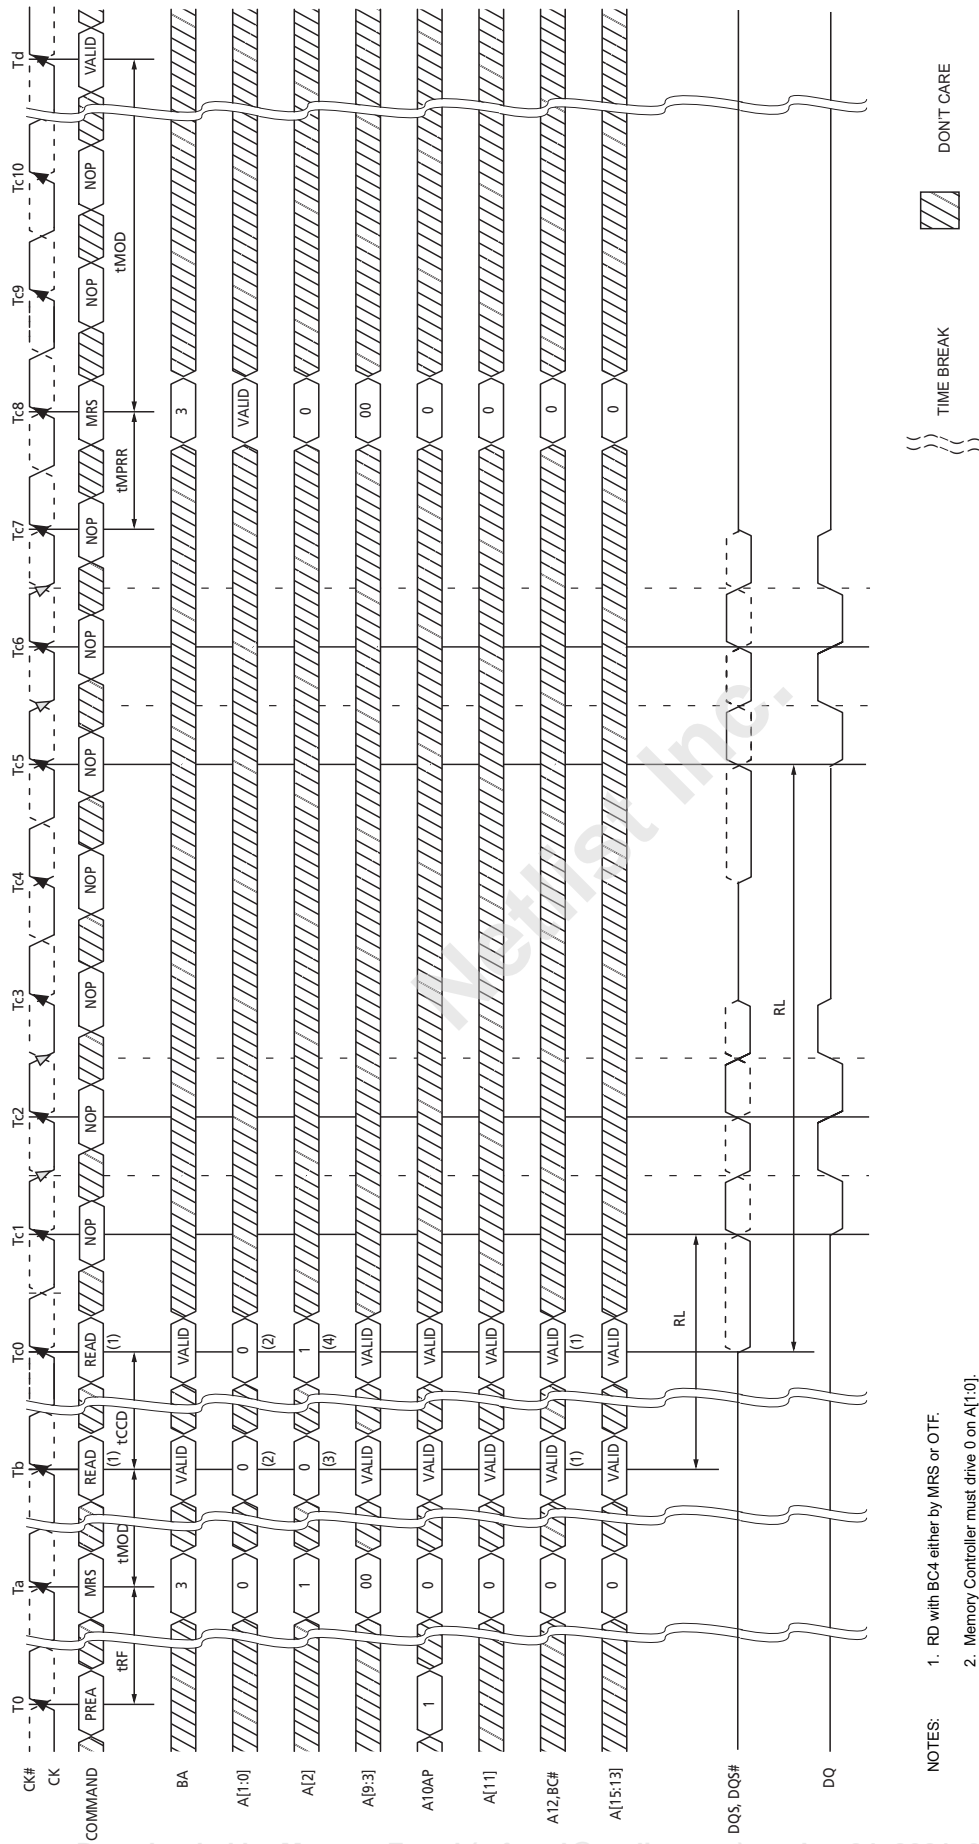 T0 Ta Tb Tc0 Tc1 Tc2 Tc3 Tc4 Tc5 Tc6 Tc7 Tc8 Tc9 Tc10 Td
CK#
CK
COMMAND PREA MRS READ READ NOP NOP NOP NOP NOP NOP NOP MRS NOP NOP VALID
(1) (1)
tRF tMOD tCCD tMPRR tMOD
BA 3 VALID VALID 3
A[1:0] 0 0 0 VALID
(2) (2)
A[2] 1 0 1 0
(3) (4)
A[9:3] 00 VALID VALID 00
A10AP 1 0 VALID VALID 0
A[11] 0 VALID VALID 0
A12,BC# 0 VALID VALID 0
(1) (1)
A[15:13] 0 VALID VALID 0
RL
DQS, DQS#
RL
DQ
Netlist Inc.
TIME BREAK
DON'T CARE
NOTES:
1. RD with BC4 either by MRS or OTF.
2. Memory Controller must drive 0 on A[1:0].